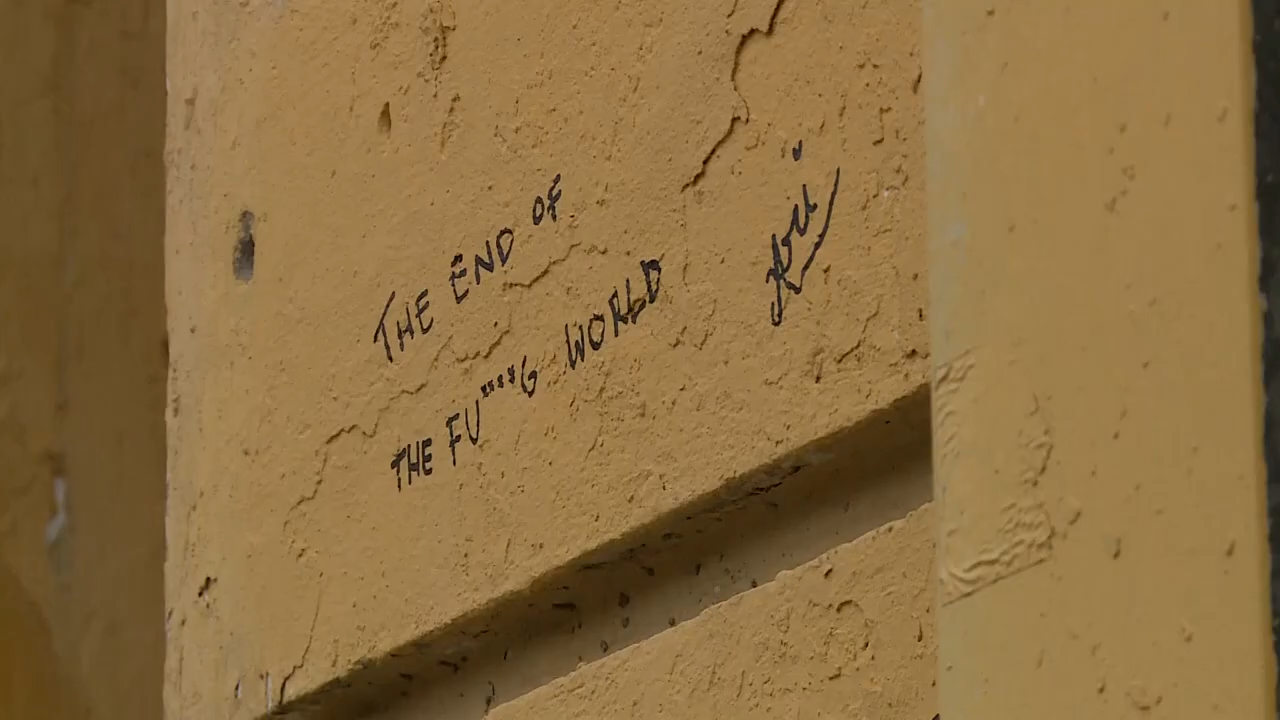 THE END OF
THE FU****G WORLD